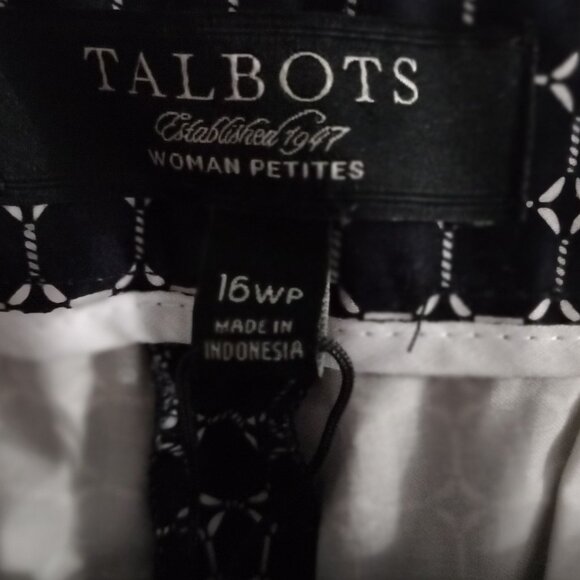 TALBOTS
Established 1947
WOMAN PETITES
16WP
MADE IN
INDONESIA